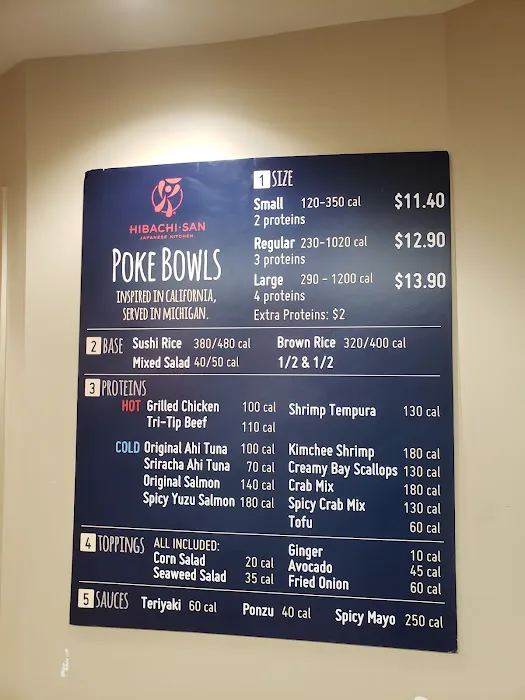 HIBACHI-SAN
JAPANESE KITCHEN
POKE BOWLS
INSPIRED IN CALIFORNIA,
SERVED IN MICHIGAN.
1 SIZE
Small 120-350 cal $11.40
2 proteins
Regular 230-1020 cal $12.90
3 proteins
Large 290 - 1200 cal $13.90
4 proteins
Extra Proteins: $2
2 BASE Sushi Rice 380/480 cal Brown Rice 320/400 cal
Mixed Salad 40/50 cal 1/2 & 1/2
3 PROTEINS
HOT Grilled Chicken 100 cal Shrimp Tempura 130 cal
Tri-Tip Beef 110 cal
COLD Original Ahi Tuna 100 cal Kimchee Shrimp 180 cal
Sriracha Ahi Tuna 70 cal Creamy Bay Scallops 130 cal
Original Salmon 140 cal Crab Mix 180 cal
Spicy Yuzu Salmon 180 cal Spicy Crab Mix 130 cal
Tofu 60 cal
4 TOPPINGS ALL INCLUDED: Ginger 10 cal
Corn Salad 20 cal Avocado 45 cal
Seaweed Salad 35 cal Fried Onion 60 cal
5 SAUCES Teriyaki 60 cal Ponzu 40 cal Spicy Mayo 250 cal